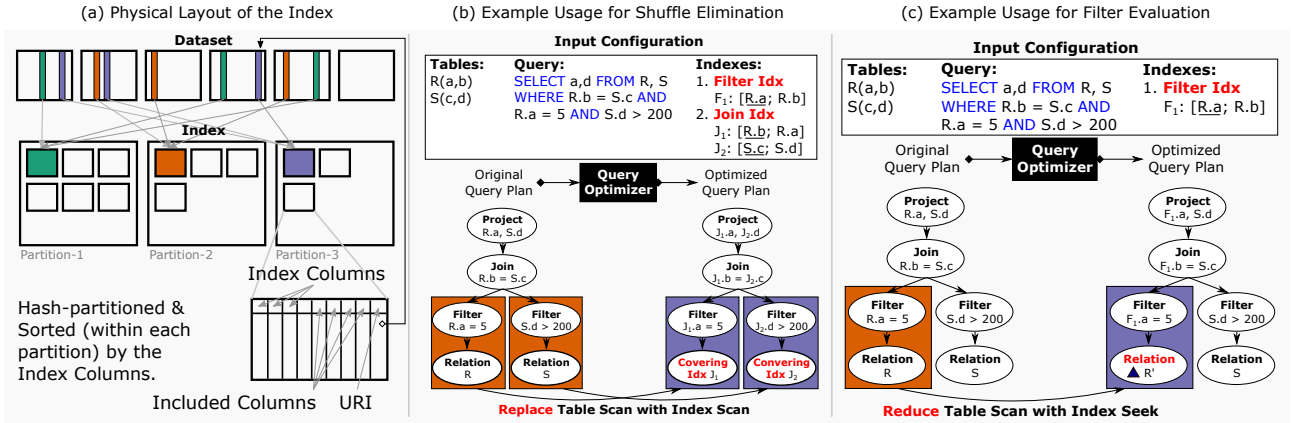 (a) Physical Layout of the Index
Dataset
Index
Partition-1
Partition-2
Partition-3
Index Columns
Hash-partitioned &
Sorted (within each
partition) by the
Index Columns.
Included Columns
URI
(b) Example Usage for Shuffle Elimination
Input Configuration
Tables:
R(a,b)
S(c,d)
Query:
SELECT a,d FROM R, S
WHERE R.b = S.c AND
R.a = 5 AND S.d > 200
Indexes:
1. Filter Idx
F₁: [R.a; R.b]
2. Join Idx
J₁: [R.b; R.a]
J₂: [S.c; S.d]
Original
Query Plan
Query
Optimizer
Optimized
Query Plan
Project
R.a, S.d
Join
R.b = S.c
Filter
R.a = 5
Filter
S.d > 200
Relation
R
Relation
S
Project
J₁.a, J₂.d
Join
J₁.b = J₂.c
Filter
J₁.a = 5
Filter
J₂.d > 200
Covering
Idx J₁
Covering
Idx J₂
Replace Table Scan with Index Scan
(c) Example Usage for Filter Evaluation
Input Configuration
Tables:
R(a,b)
S(c,d)
Query:
SELECT a,d FROM R, S
WHERE R.b = S.c AND
R.a = 5 AND S.d > 200
Indexes:
1. Filter Idx
F₁: [R.a; R.b]
Original
Query Plan
Query
Optimizer
Optimized
Query Plan
Project
R.a, S.d
Join
R.b = S.c
Filter
R.a = 5
Filter
S.d > 200
Relation
R
Relation
S
Project
F₁.a, S.d
Join
F₁.b = S.c
Filter
F₁.a = 5
Filter
S.d > 200
Relation
R'
Relation
S
Reduce Table Scan with Index Seek